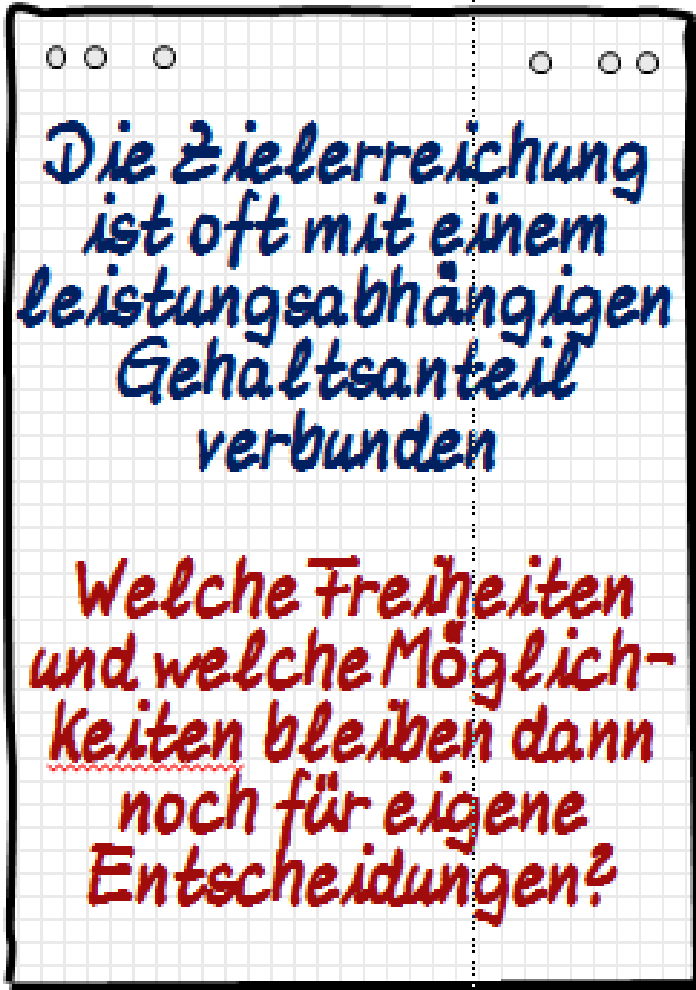 Die Zielerreichung
ist oft mit einem
leistungsabhängigen
Gehaltsanteil
verbunden
Welche Freiheiten
und welche Möglich-
keiten bleiben dann
noch für eigene
Entscheidungen?